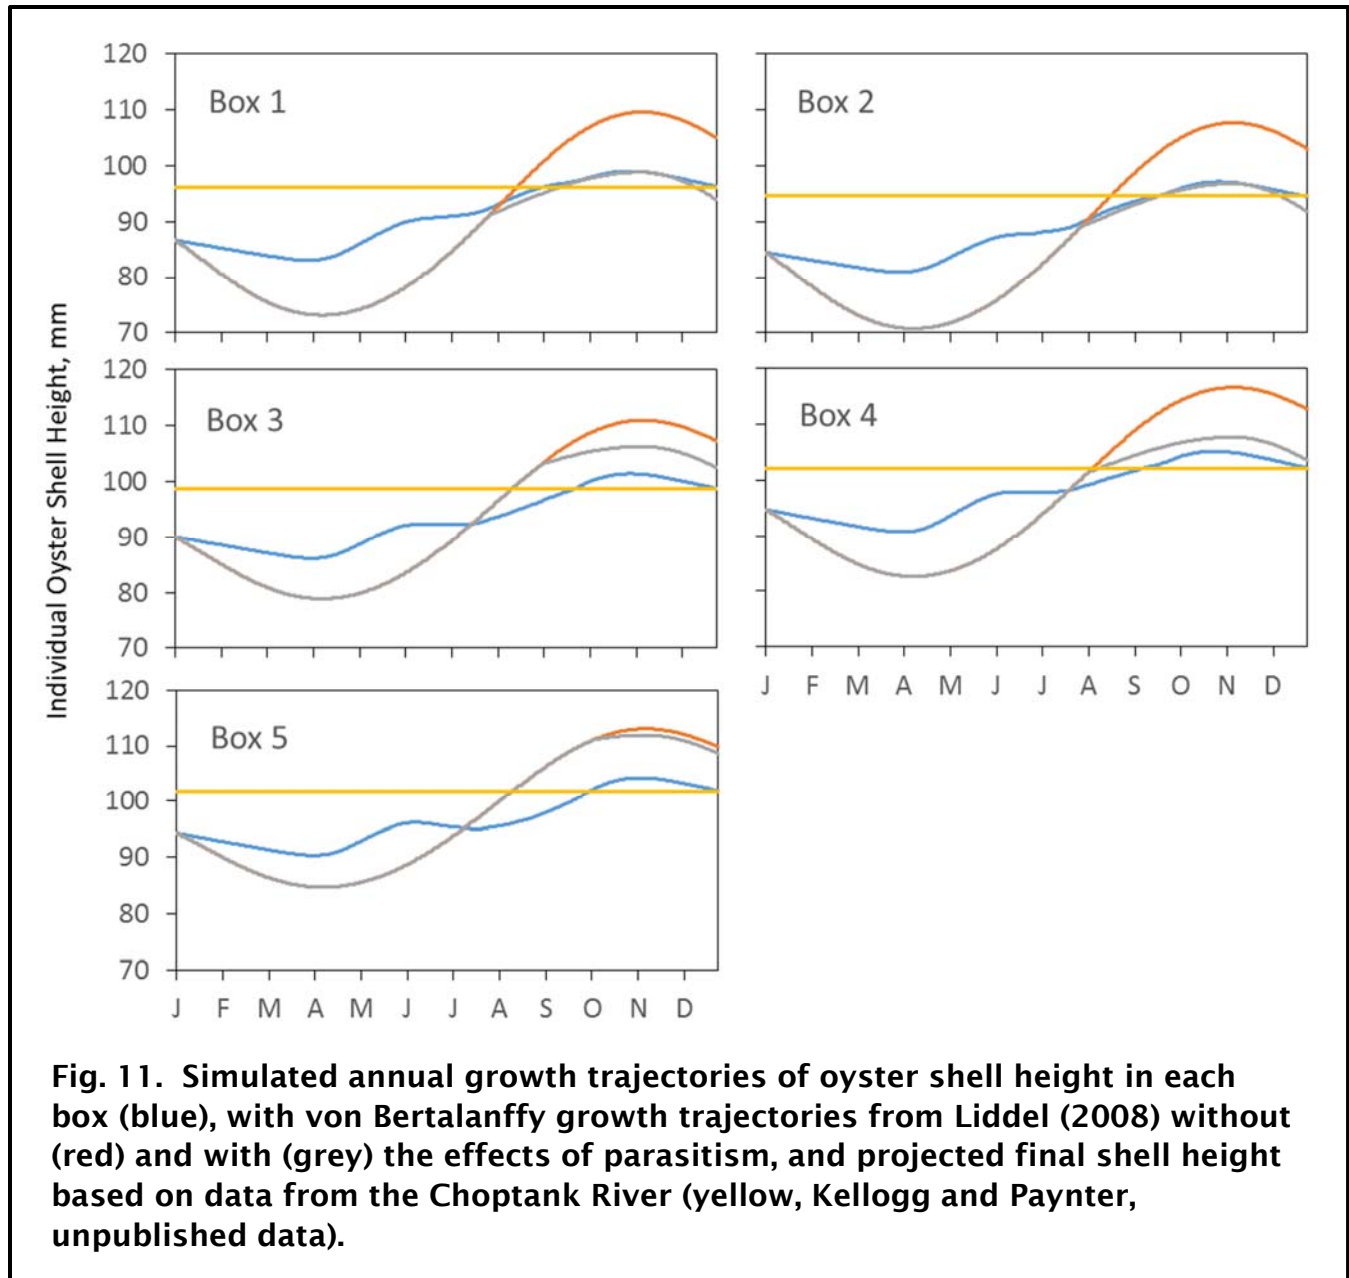 120
110
100
90
80
70
Box 1
Box 2
120
110
100
90
80
70
Box 3
Box 4
J F M A M J J A S O N D
120
110
100
90
80
70
Box 5
J F M A M J J A S O N D
Individual Oyster Shell Height, mm
Fig. 11. Simulated annual growth trajectories of oyster shell height in each
box (blue), with von Bertalanffy growth trajectories from Liddel (2008) without
(red) and with (grey) the effects of parasitism, and projected final shell height
based on data from the Choptank River (yellow, Kellogg and Paynter,
unpublished data).